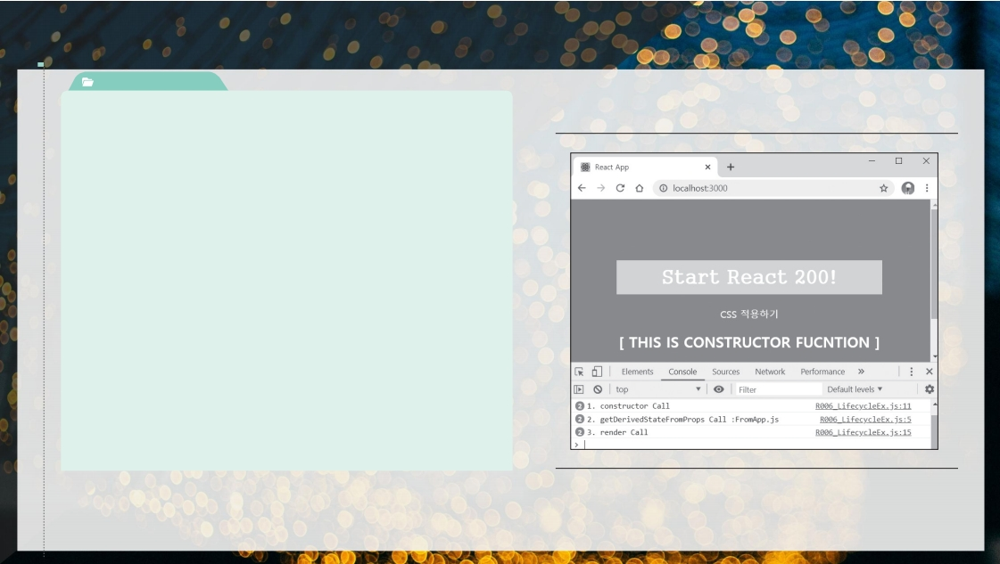 React App
localhost:3000
Start React 200!
CSS 적용하기
[ THIS IS CONSTRUCTOR FUCNTION ]
Elements Console Sources Network Performance »
top Filter Default levels
2 1. constructor Call R006_LifecycleEx.js:11
2 2. getDerivedStateFromProps Call :FromApp.js R006_LifecycleEx.js:5
2 3. render Call R006_LifecycleEx.js:15
>